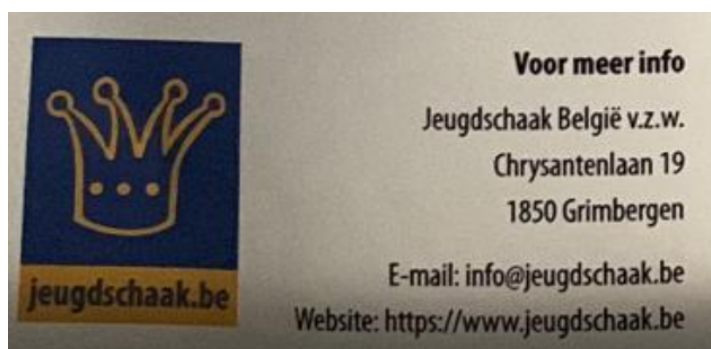 jeugdschaak.be
Voor meer info
Jeugdschaak België v.z.w.
Chrysantenlaan 19
1850 Grimbergen
E-mail: info@jeugdschaak.be
Website: https://www.jeugdschaak.be